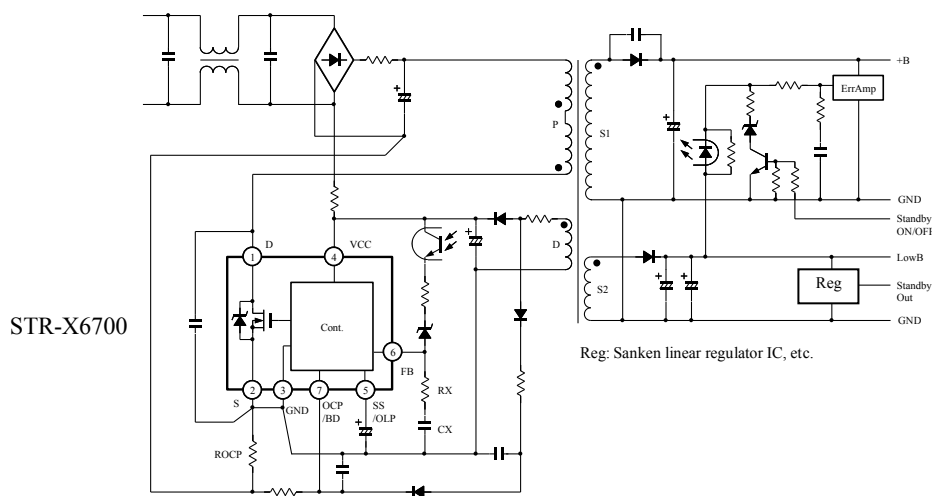 +B
ErrAmp
P
S1
GND
Standby
ON/OFF
D
1
D
VCC
4
LowB
S2
Reg
Standby
Out
STR-X6700
Cont.
GND
6
FB
Reg: Sanken linear regulator IC, etc.
2
3
7
5
S
GND
OCP
/BD
SS
/OLP
RX
CX
ROCP
+
+
+
+
+
+